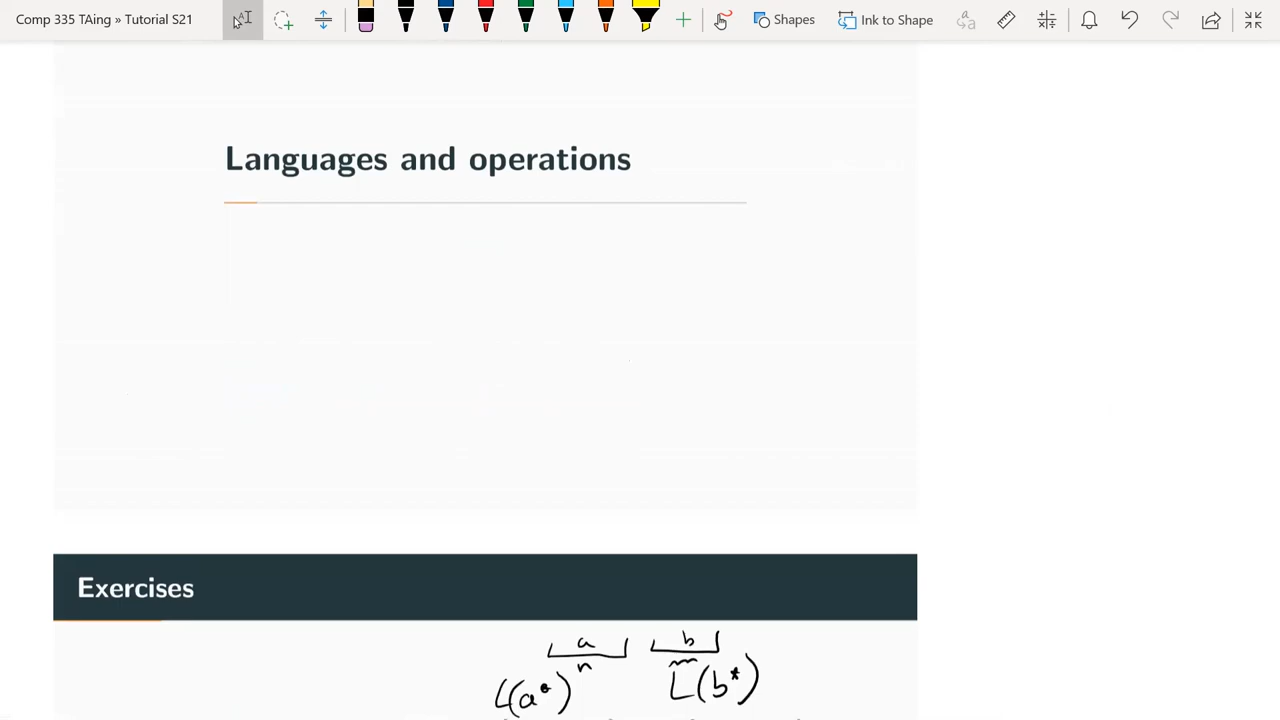 Comp 335 TAing » Tutorial S21 Shapes Ink to Shape
Languages and operations
Exercises
a b
n m
L(a*) L(b*)